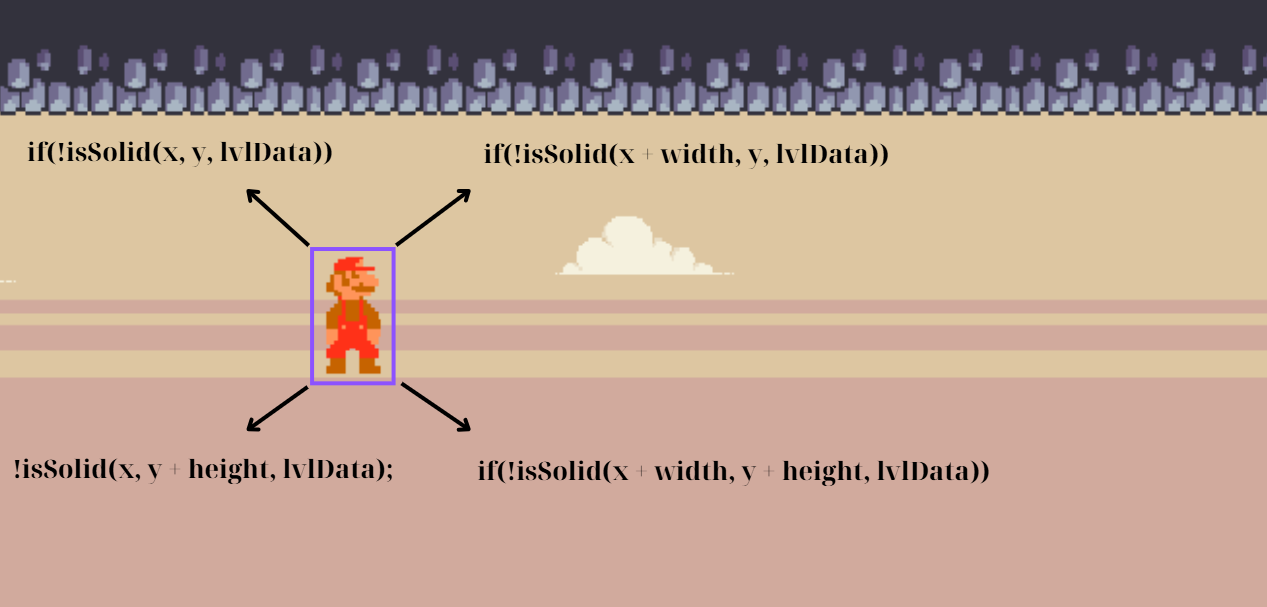 if(!isSolid(x, y, lvlData))
if(!isSolid(x + width, y, lvlData))
!isSolid(x, y + height, lvlData);
if(!isSolid(x + width, y + height, lvlData))